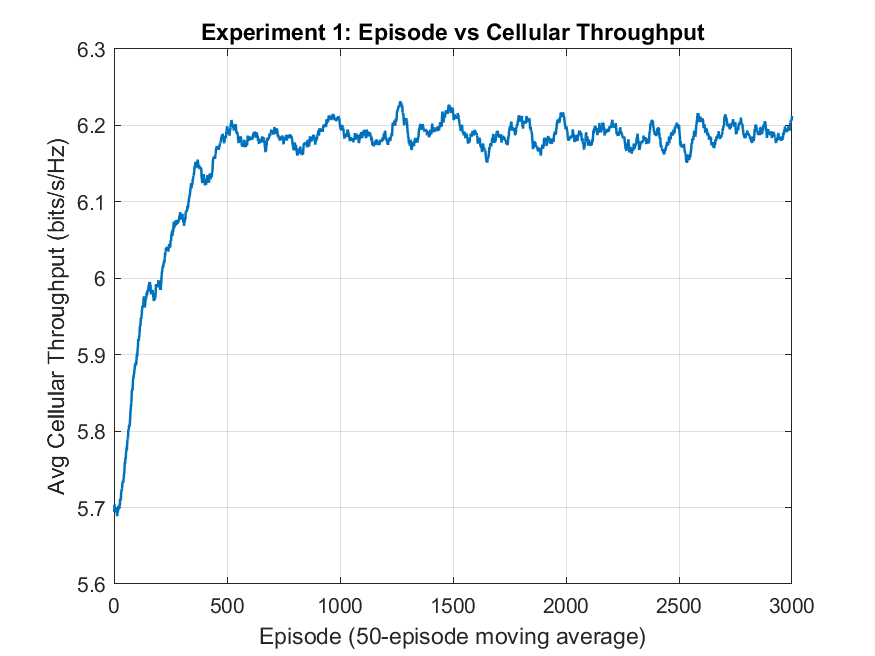 Experiment 1: Episode vs Cellular Throughput
6.3
6.2
6.1
6
5.9
5.8
5.7
5.6
Avg Cellular Throughput (bits/s/Hz)
0 500 1000 1500 2000 2500 3000
Episode (50-episode moving average)